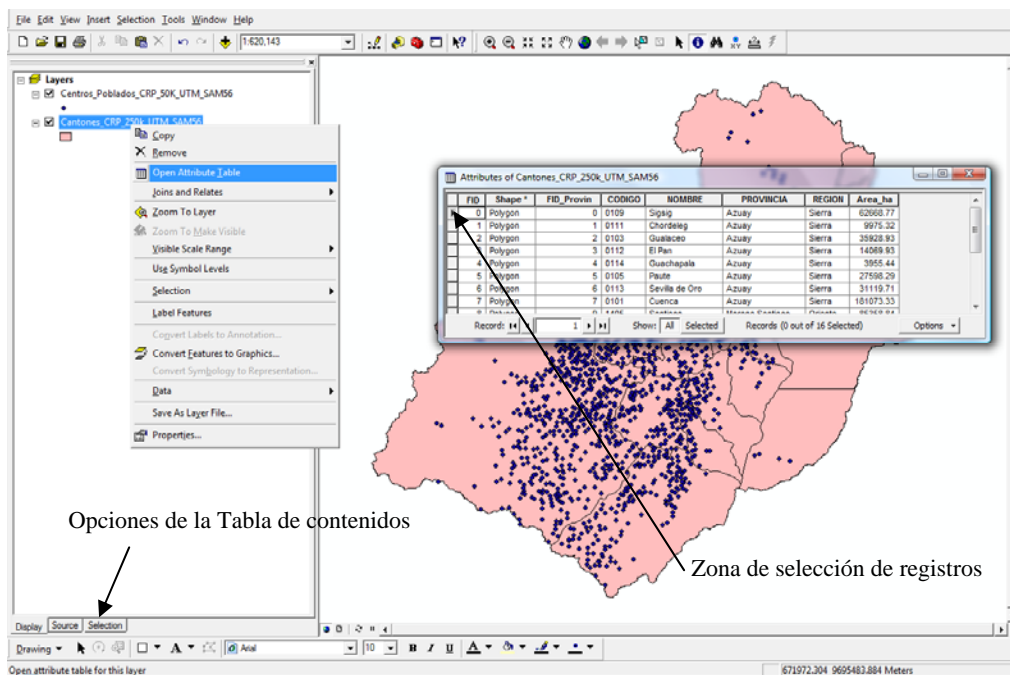 File Edit View Insert Selection Tools Window Help
1:620,143
Layers
Centros_Poblados_CRP_50K_UTM_SAM56
Cantones_CRP_250k_UTM_SAM56
Copy
Remove
Open Attribute Table
Joins and Relates
Zoom To Layer
Zoom To Make Visible
Visible Scale Range
Use Symbol Levels
Selection
Label Features
Convert Labels to Annotation...
Convert Features to Graphics...
Convert Symbology to Representation...
Data
Save As Layer File...
Properties...
Attributes of Cantones_CRP_250k_UTM_SAM56
FID Shape * FID_Provin CODIGO NOMBRE PROVINCIA REGION Area_ha
0 Polygon 0 0109 Sigsig Azuay Sierra 62668.77
1 Polygon 1 0111 Chordeleg Azuay Sierra 9975.32
2 Polygon 2 0103 Gualaceo Azuay Sierra 35928.93
3 Polygon 3 0112 El Pan Azuay Sierra 14069.93
4 Polygon 4 0114 Guachapala Azuay Sierra 3955.44
5 Polygon 5 0105 Paute Azuay Sierra 27598.29
6 Polygon 6 0113 Sevilla de Oro Azuay Sierra 31119.71
7 Polygon 7 0101 Cuenca Azuay Sierra 181073.33
Record: 1 Show: All Selected Records (0 out of 16 Selected) Options
Opciones de la Tabla de contenidos
Zona de selección de registros
Display Source Selection
Drawing A Arial 10 B I U A
Open attribute table for this layer
671972.304 9695483.884 Meters